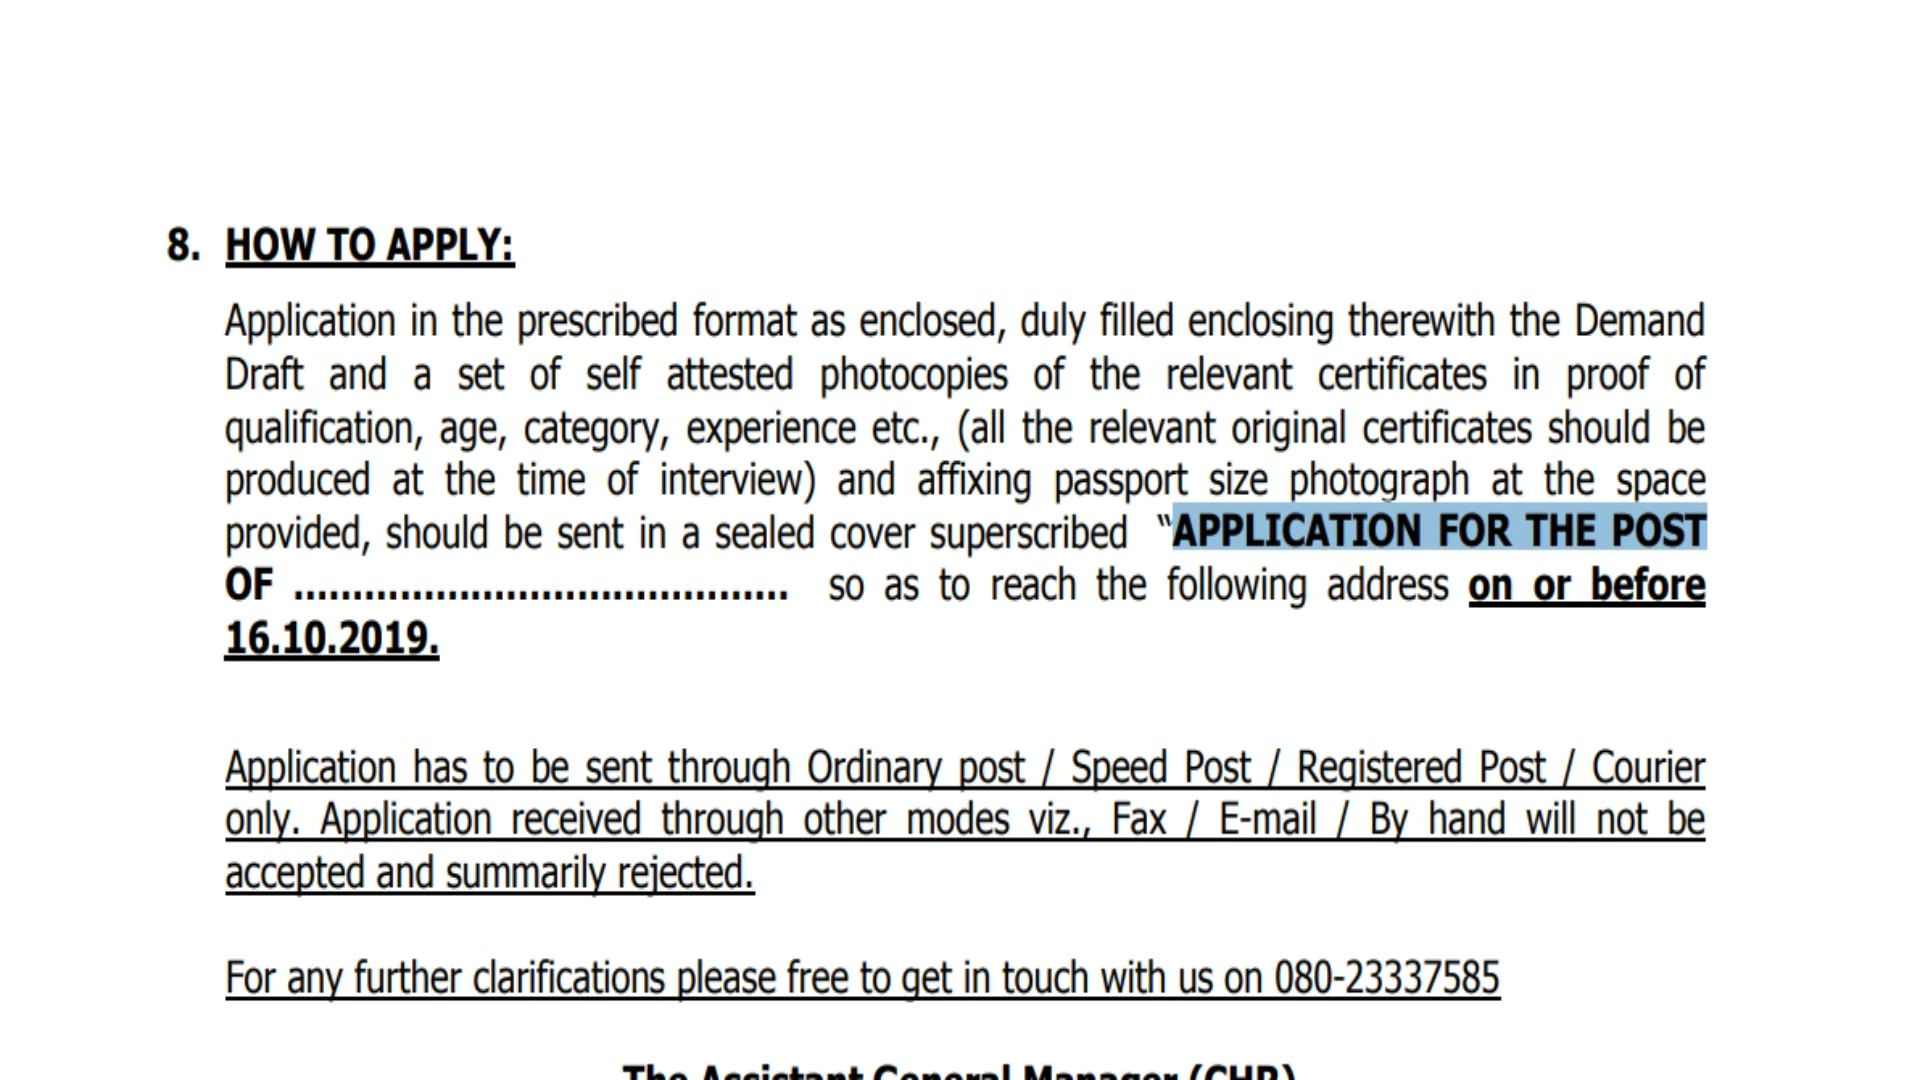 8. HOW TO APPLY:
Application in the prescribed format as enclosed, duly filled enclosing therewith the Demand
Draft and a set of self attested photocopies of the relevant certificates in proof of
qualification, age, category, experience etc., (all the relevant original certificates should be
produced at the time of interview) and affixing passport size photograph at the space
provided, should be sent in a sealed cover superscribed “APPLICATION FOR THE POST
OF .......................................... so as to reach the following address on or before
16.10.2019.
Application has to be sent through Ordinary post / Speed Post / Registered Post / Courier
only. Application received through other modes viz., Fax / E-mail / By hand will not be
accepted and summarily rejected.
For any further clarifications please free to get in touch with us on 080-23337585
The Assistant General Manager (CHR)